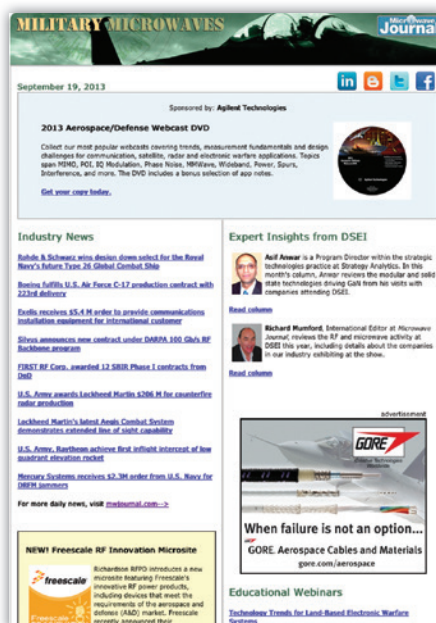 MILITARY MICROWAVES
Microwave
Journal
September 19, 2013
Sponsored by: Agilent Technologies
2013 Aerospace/Defense Webcast DVD
Collect our most popular webcasts covering trends, measurement fundamentals and design
challenges for communication, satellite, radar and electronic warfare applications. Topics
span MIMO, POI, IQ Modulation, Phase Noise, MMWave, Wideband, Power, Spurs,
Interference, and more. The DVD includes a bonus selection of app notes.
Get your copy today.
Industry News
Rohde & Schwarz wins design down select for the Royal
Navy's future Type 26 Global Combat Ship
Boeing fulfills U.S. Air Force C-17 production contract with
223rd delivery
Exelis receives $5.4 M order to provide communications
installation equipment for international customer
Silvus announces new contract under DARPA 100 Gb/s RF
Backbone program
FIRST RF Corp. awarded 12 SBIR Phase I contracts from
DoD
U.S. Army awards Lockheed Martin $206 M for counterfire
radar production
Lockheed Martin's latest Aegis Combat System
demonstrates extended line of sight capability
U.S. Army, Raytheon achieve first inflight intercept of low
quadrant elevation rocket
Mercury Systems receives $2.3M order from U.S. Navy for
DRFM jammers
For more daily news, visit mwjournal.com-->
NEW! Freescale RF Innovation Microsite
freescale
Freescale
Richardson RFPD introduces a new
microsite featuring Freescale's
innovative RF power products,
including devices that meet the
requirements of the aerospace and
defense (A&D) market. Freescale
recently announced their
Expert Insights from DSEI
Asif Anwar is a Program Director within the strategic
technologies practice at Strategy Analytics. In this
month's column, Anwar reviews the modular and solid
state technologies driving GaN from his visits with
companies attending DSEI.
Read column
Richard Mumford, International Editor at Microwave
Journal, reviews the RF and microwave activity at
DSEI this year, including details about the companies
in our industry exhibiting at the show.
Read column
advertisement
GORE
When failure is not an option...
GORE. Aerospace Cables and Materials
gore.com/aerospace
Educational Webinars
Technology Trends for Land-Based Electronic Warfare
Systems